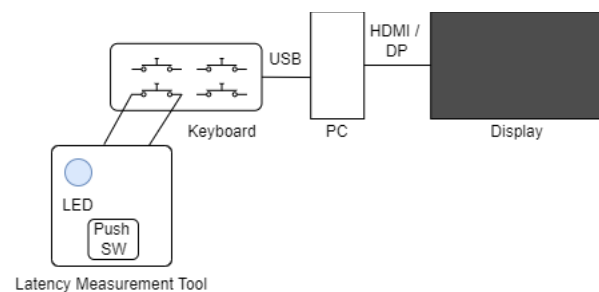 HDMI /
DP
USB
Keyboard
PC
Display
LED
Push
SW
Latency Measurement Tool